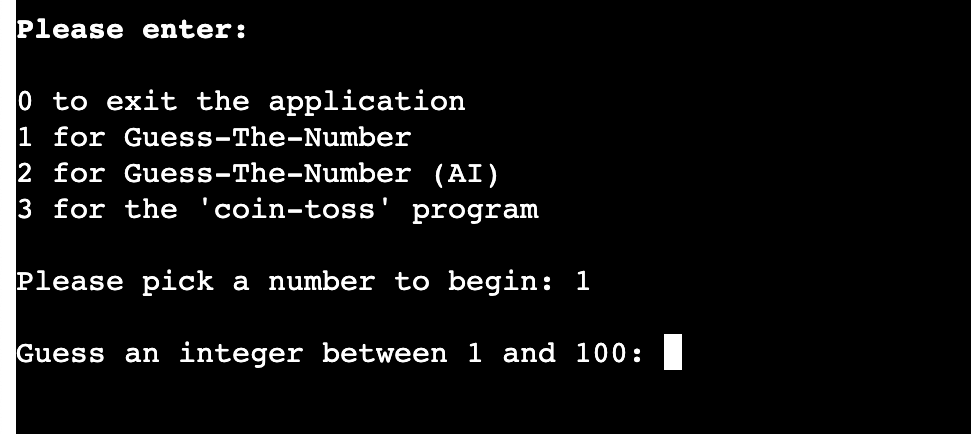 Please enter:
0 to exit the application
1 for Guess-The-Number
2 for Guess-The-Number (AI)
3 for the 'coin-toss' program
Please pick a number to begin: 1
Guess an integer between 1 and 100: